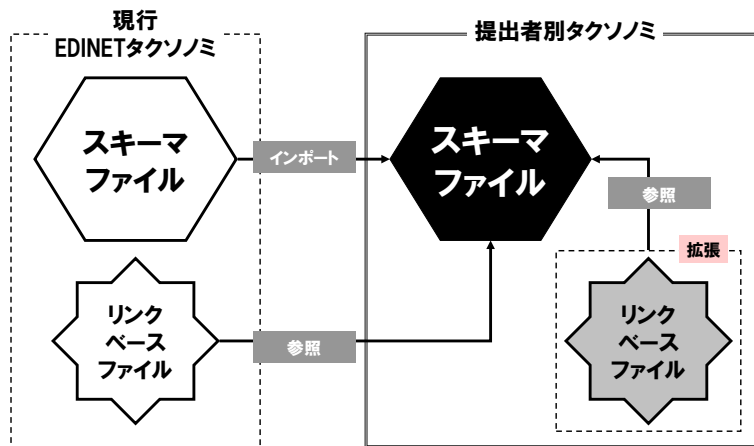 現行
EDINETタクソノミ
提出者別タクソノミ
スキーマ
ファイル
インポート
スキーマ
ファイル
参照
拡張
リンク
ベース
ファイル
参照
リンク
ベース
ファイル